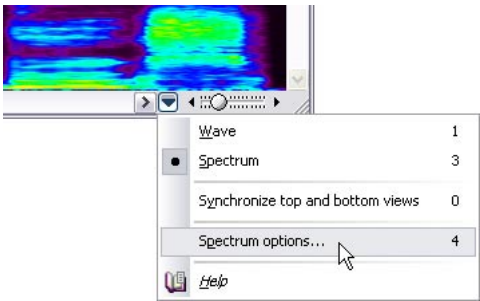 Wave 1
Spectrum 3
Synchronize top and bottom views 0
Spectrum options... 4
Help